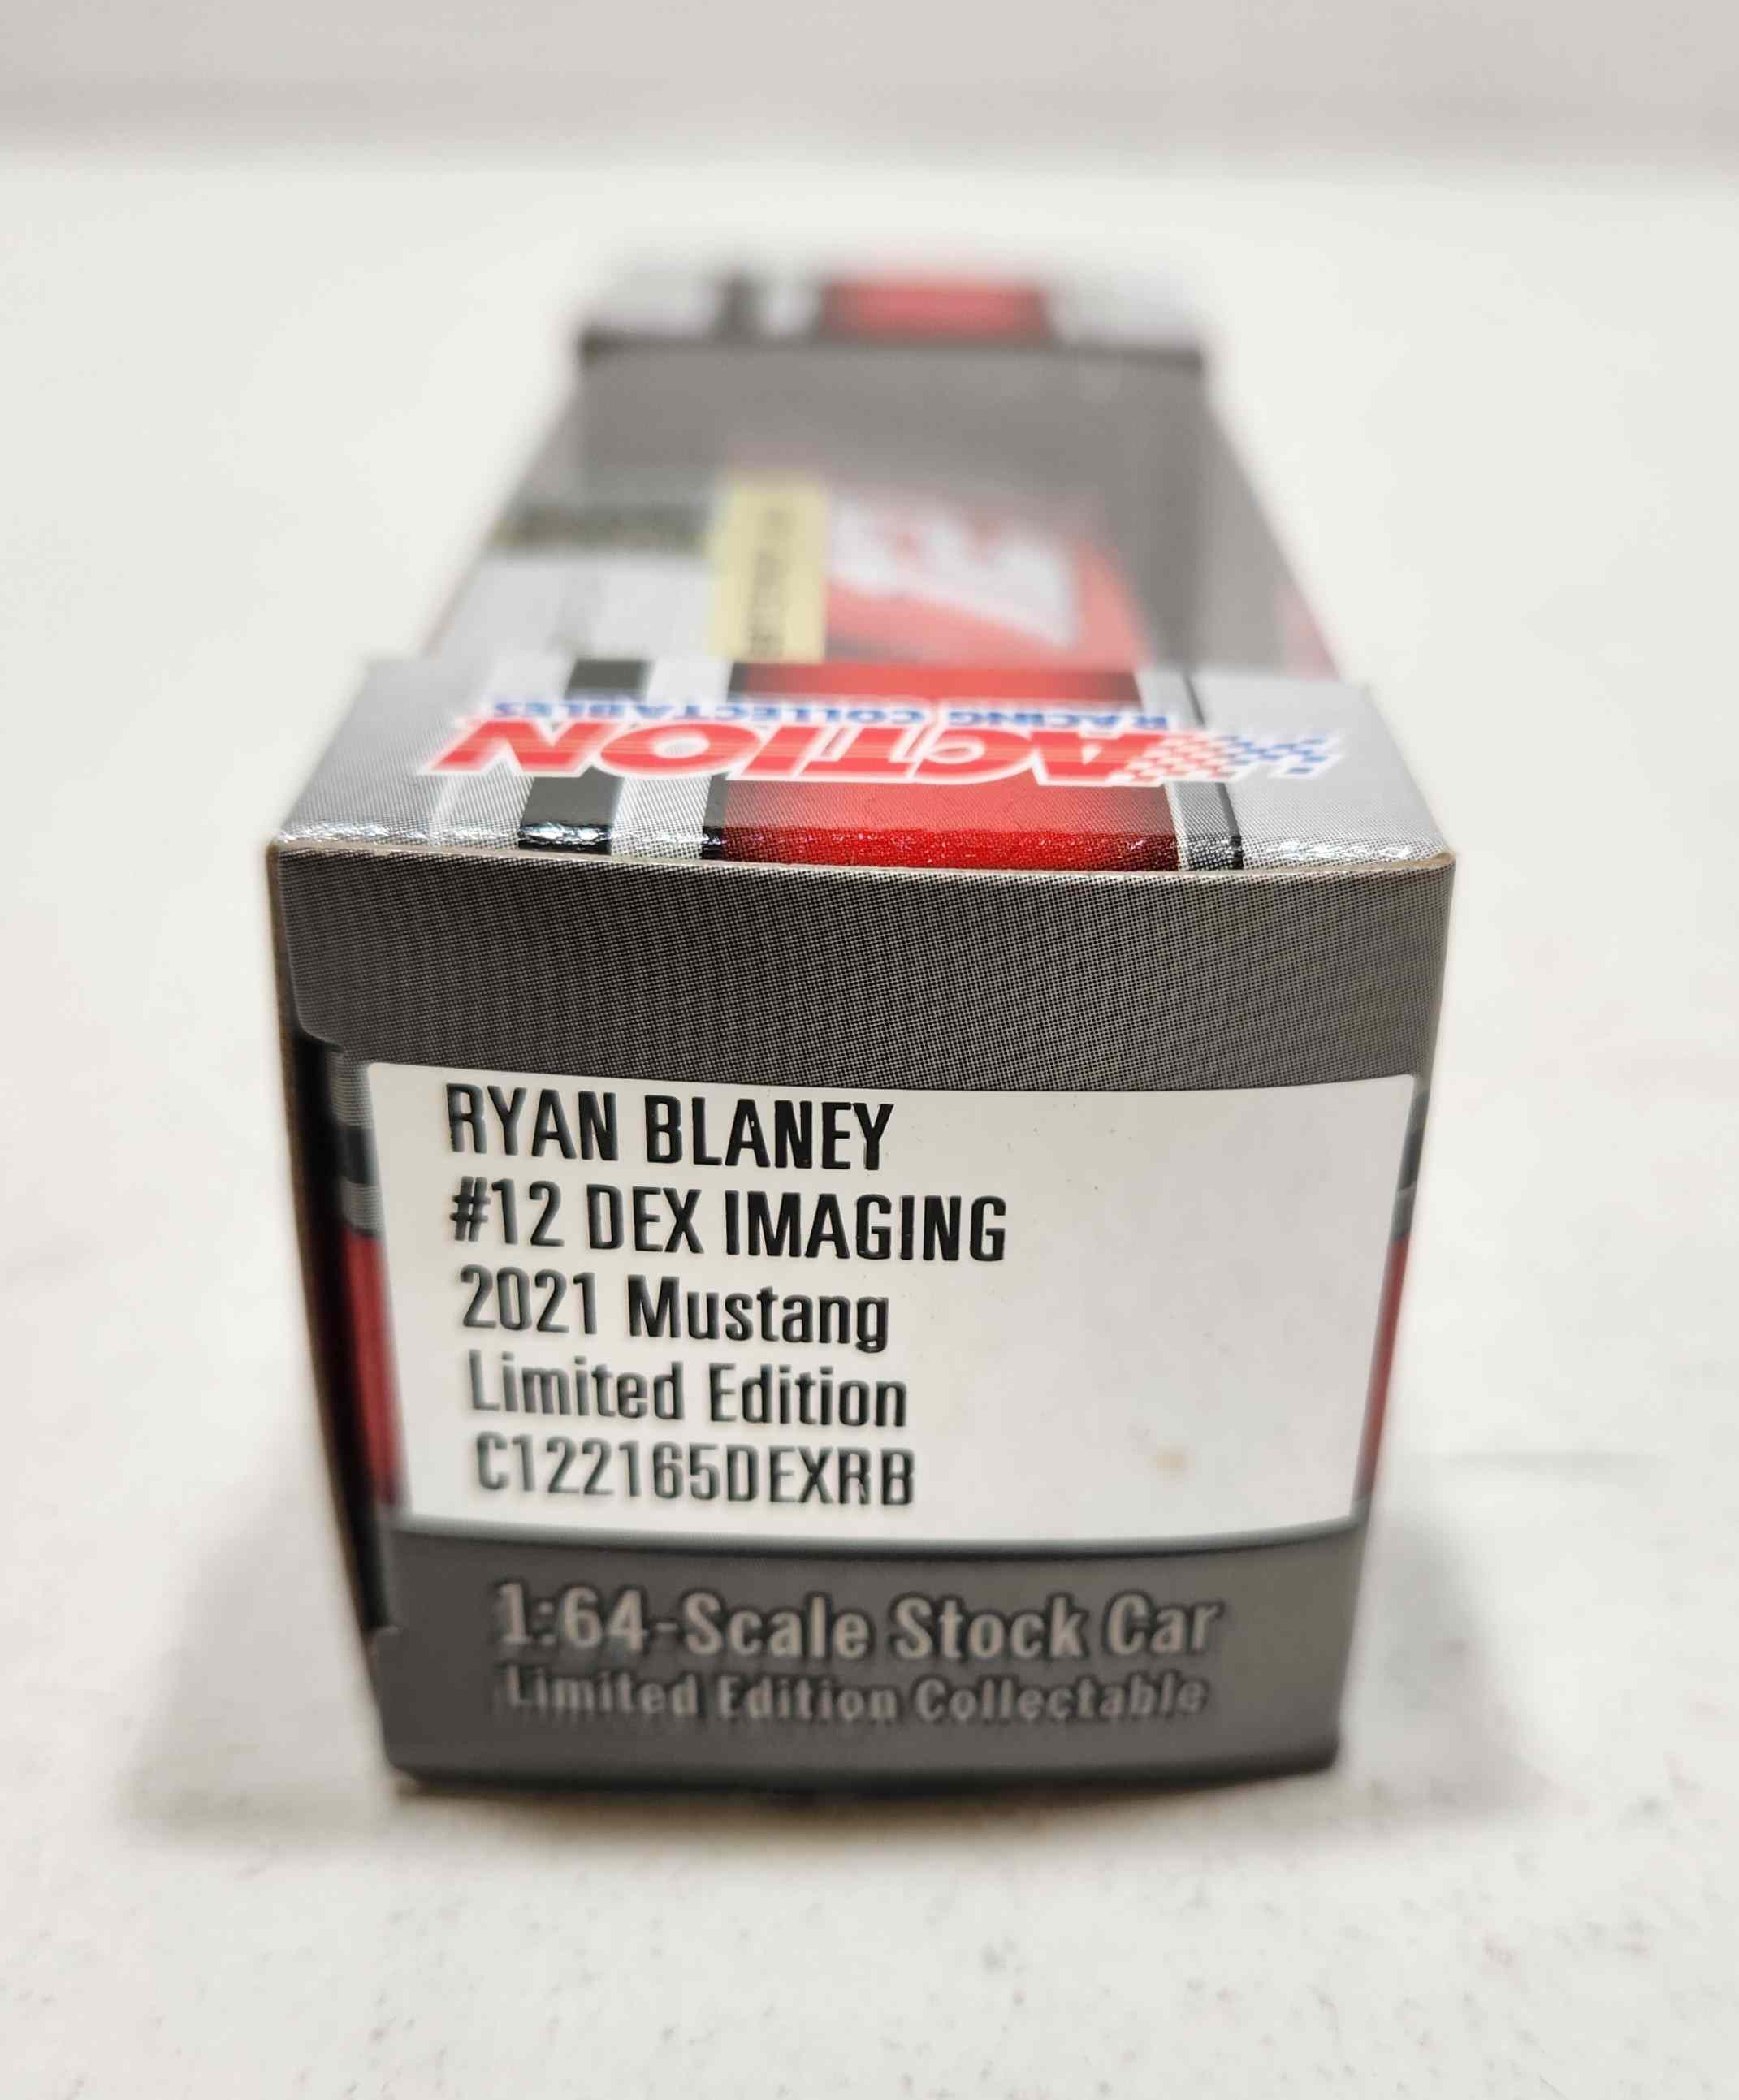 ACTION
RACING COLLECTABLES
RYAN BLANEY
#12 DEX IMAGING
2021 Mustang
Limited Edition
C122165DEXRB
1:64-Scale Stock Car
Limited Edition Collectable